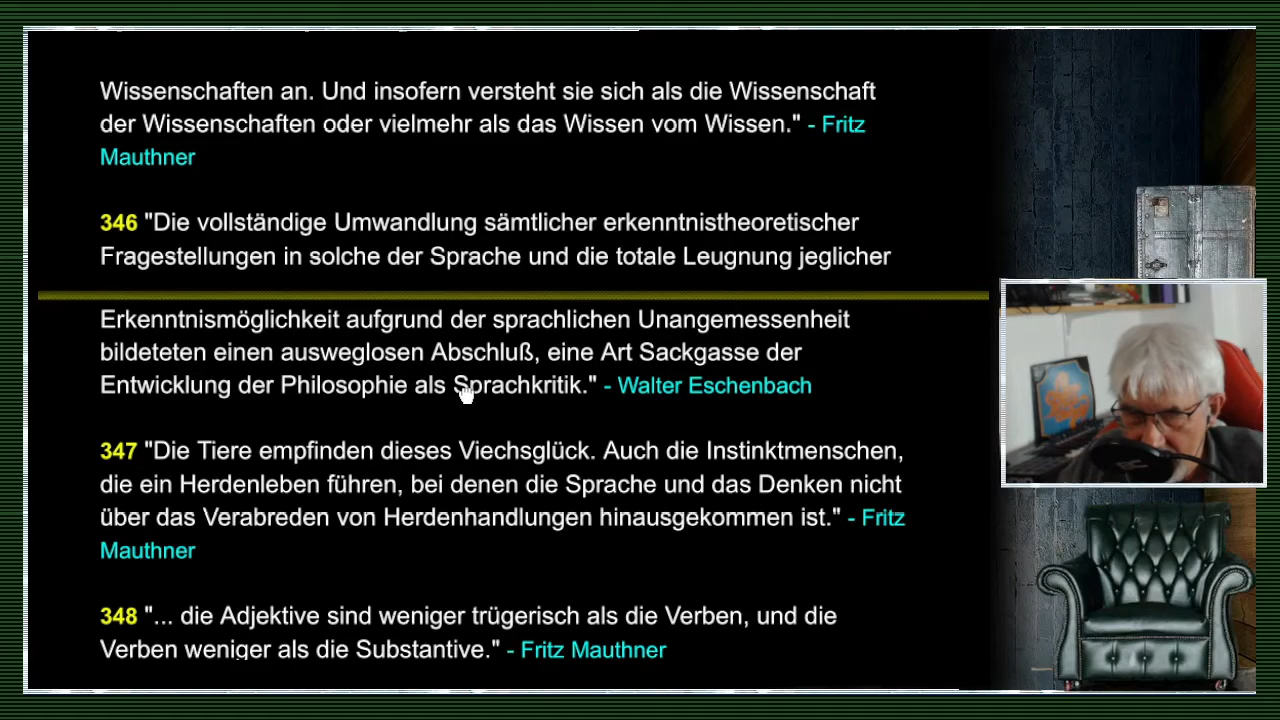 Wissenschaften an. Und insofern versteht sie sich als die Wissenschaft
der Wissenschaften oder vielmehr als das Wissen vom Wissen." - Fritz
Mauthner
346 "Die vollständige Umwandlung sämtlicher erkenntnistheoretischer
Fragestellungen in solche der Sprache und die totale Leugnung jeglicher
Erkenntnismöglichkeit aufgrund der sprachlichen Unangemessenheit
bildeteten einen ausweglosen Abschluß, eine Art Sackgasse der
Entwicklung der Philosophie als Sprachkritik." - Walter Eschenbach
347 "Die Tiere empfinden dieses Viechsglück. Auch die Instinktmenschen,
die ein Herdenleben führen, bei denen die Sprache und das Denken nicht
über das Verabreden von Herdenhandlungen hinausgekommen ist." - Fritz
Mauthner
348 "... die Adjektive sind weniger trügerisch als die Verben, und die
Verben weniger als die Substantive." - Fritz Mauthner